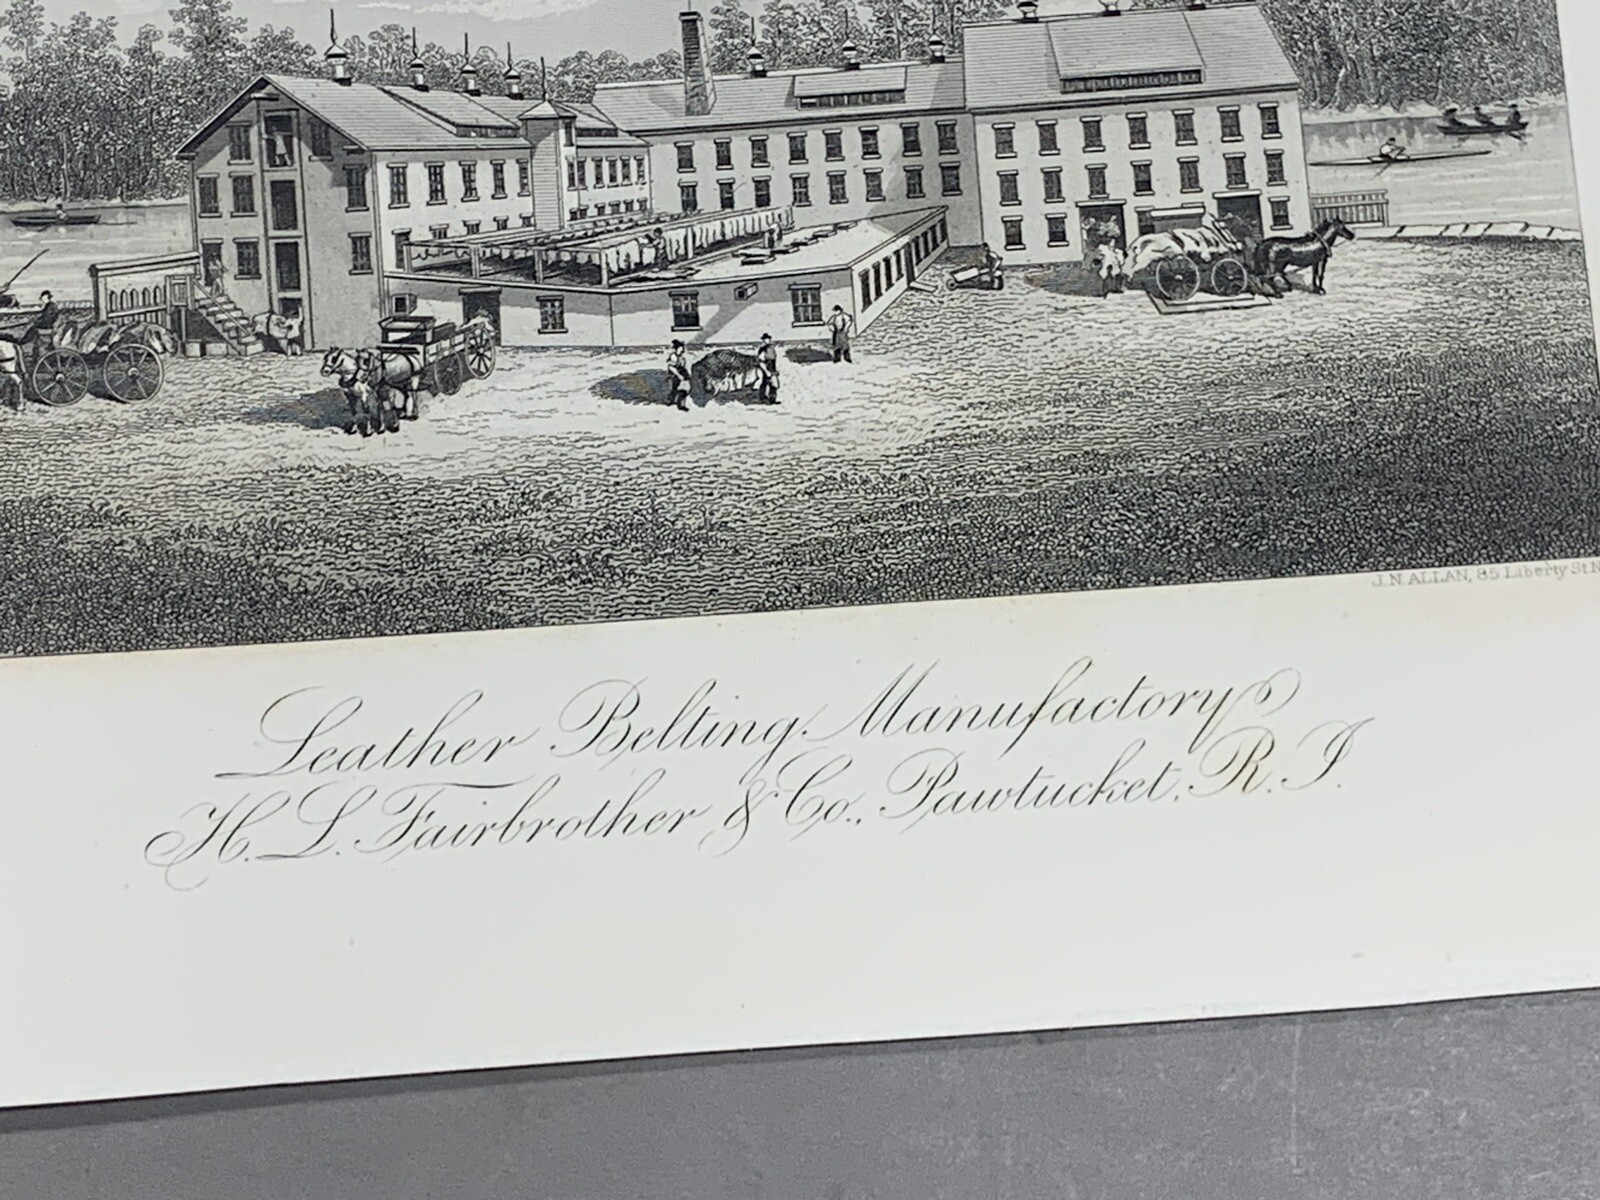 J.N. ALLAN, 85 Liberty St. N
Leather Belting Manufactory
H. L. Fairbrother & Co., Pawtucket, R. I.